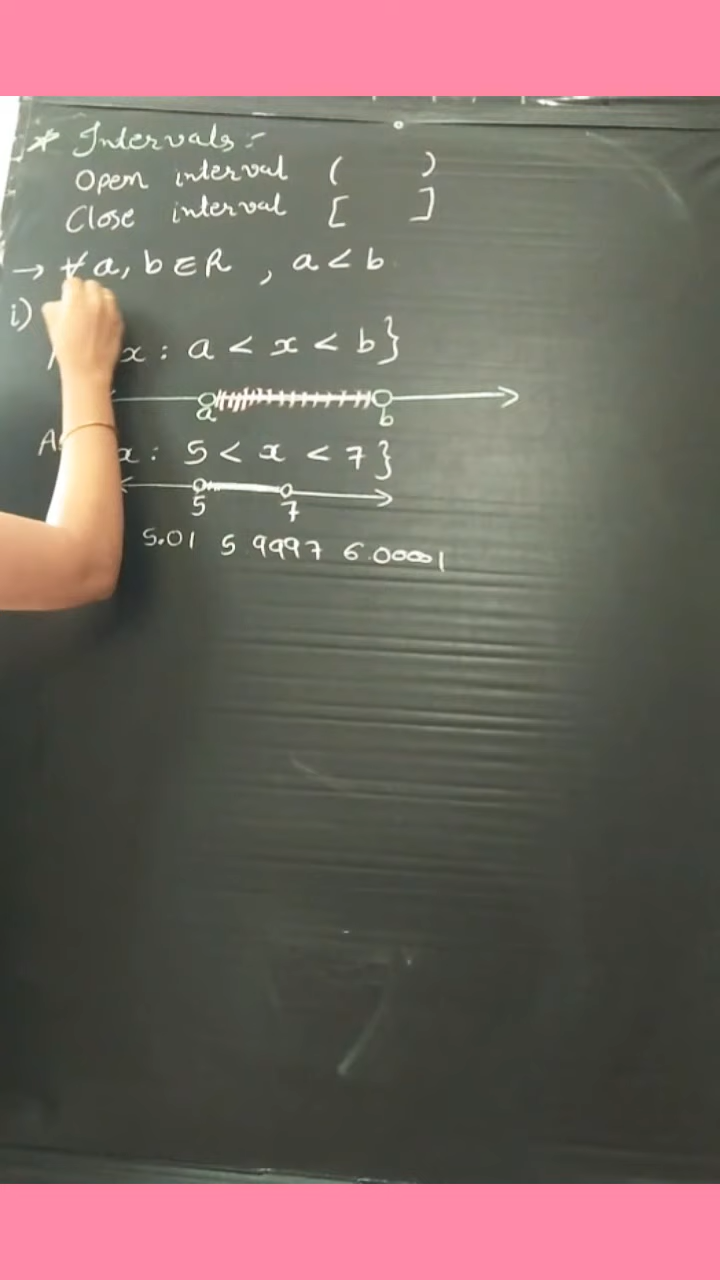 * Intervals :-
Open interval ( )
Close interval [ ]
→ ∀ a, b ∈ R , a < b
i)
x : a < x < b}
a b
A x : 5 < x < 7}
5 7
5.01 5.9997 6.00001